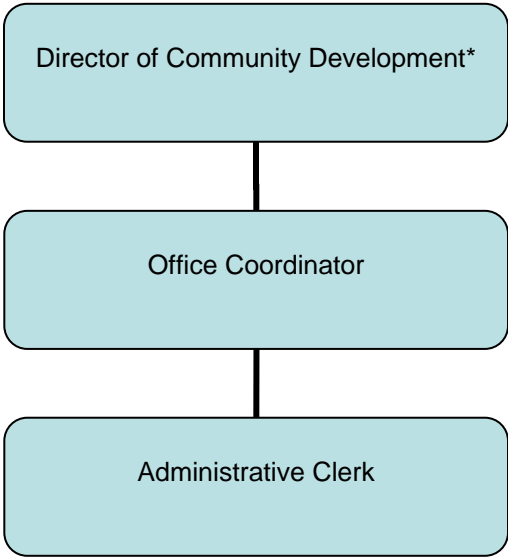 Director of Community Development*
Office Coordinator
Administrative Clerk